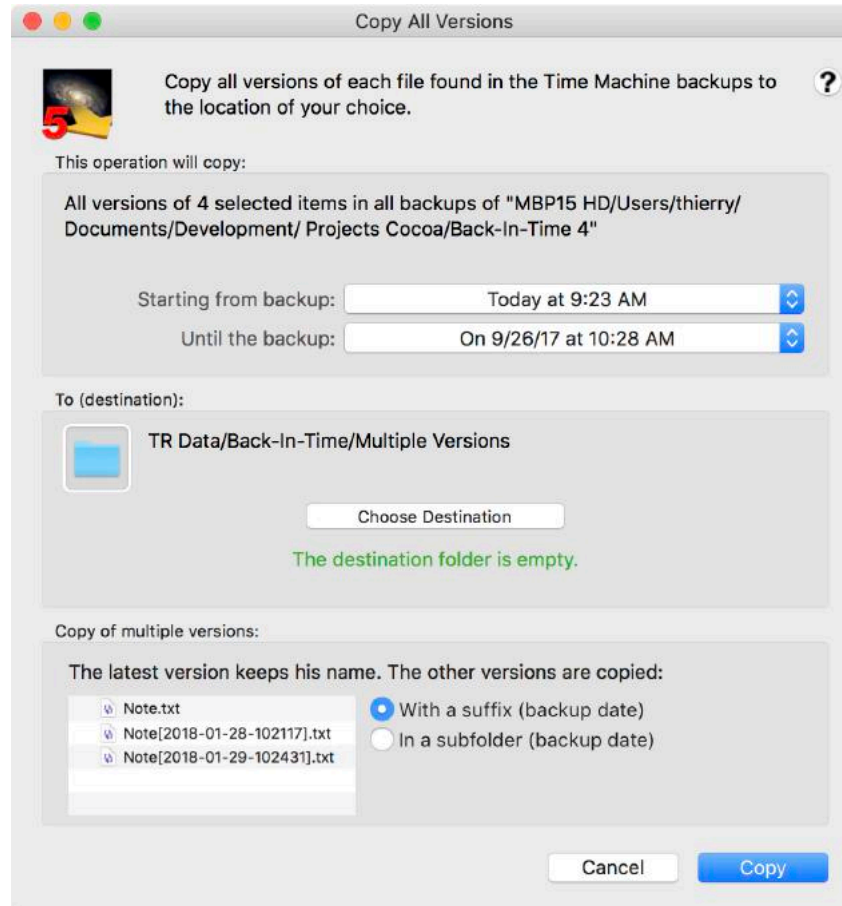 Copy All Versions
Copy all versions of each file found in the Time Machine backups to
the location of your choice.
?
5
This operation will copy:
All versions of 4 selected items in all backups of "MBP15 HD/Users/thierry/
Documents/Development/ Projects Cocoa/Back-In-Time 4"
Starting from backup: Today at 9:23 AM
Until the backup: On 9/26/17 at 10:28 AM
To (destination):
TR Data/Back-In-Time/Multiple Versions
Choose Destination
The destination folder is empty.
Copy of multiple versions:
The latest version keeps his name. The other versions are copied:
Note.txt
Note[2018-01-28-102117].txt
Note[2018-01-29-102431].txt
With a suffix (backup date)
In a subfolder (backup date)
Cancel Copy